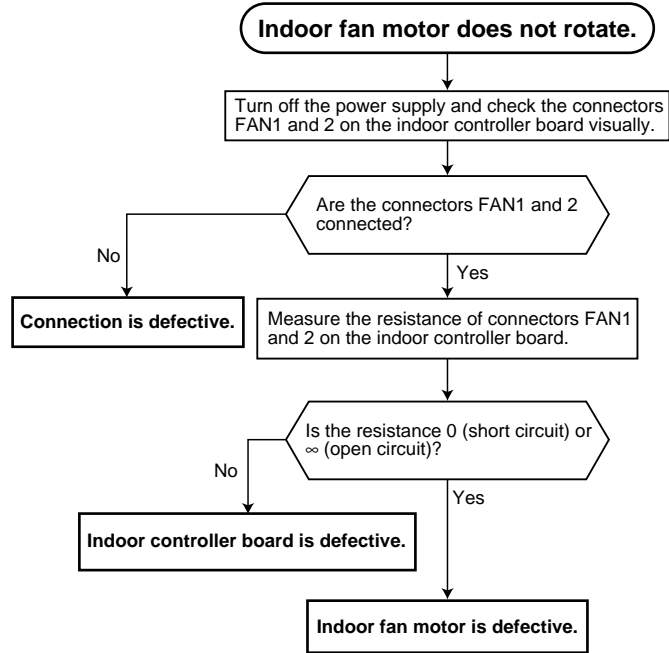 Indoor fan motor does not rotate.
Turn off the power supply and check the connectors
FAN1 and 2 on the indoor controller board visually.
Are the connectors FAN1 and 2
connected?
No
Yes
Connection is defective.
Measure the resistance of connectors FAN1
and 2 on the indoor controller board.
Is the resistance 0 (short circuit) or
∞ (open circuit)?
No
Yes
Indoor controller board is defective.
Indoor fan motor is defective.